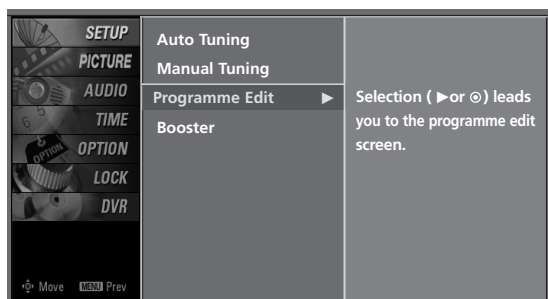 SETUP
PICTURE
AUDIO
TIME
OPTION
LOCK
DVR
Move MENU Prev
Auto Tuning
Manual Tuning
Programme Edit ▶
Booster
Selection ( ▶or ⊙) leads
you to the programme edit
screen.